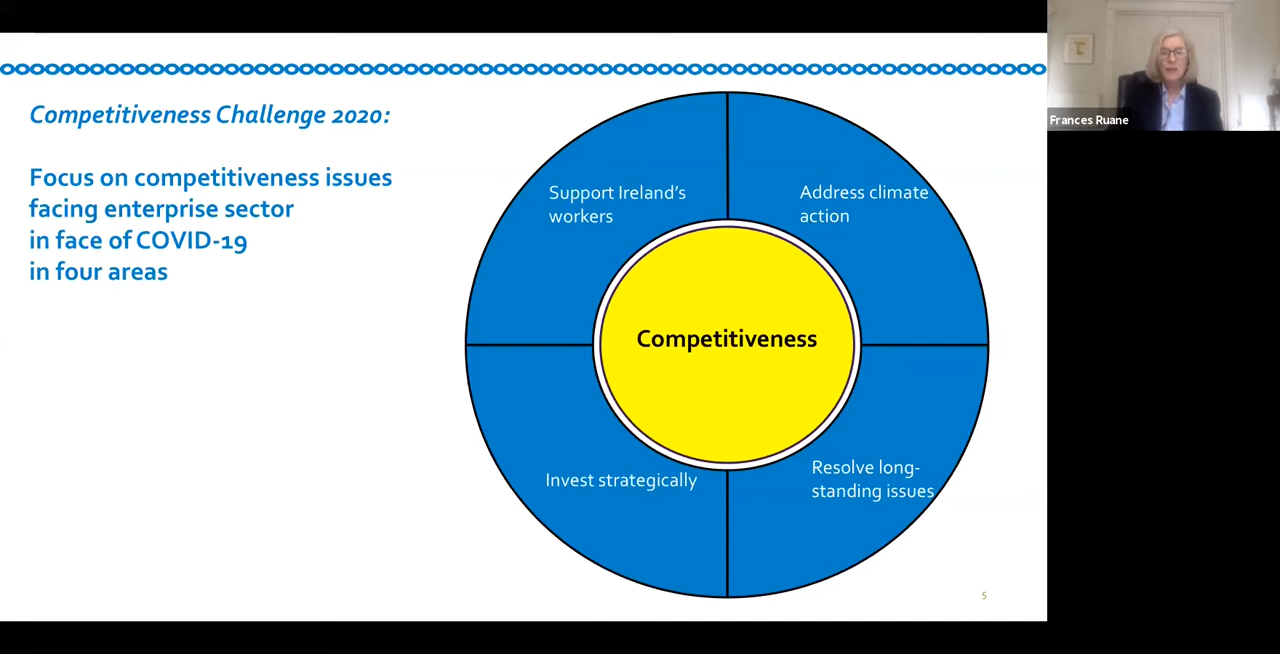 Competitiveness Challenge 2020:
Focus on competitiveness issues
facing enterprise sector
in face of COVID-19
in four areas
Support Ireland's
workers
Address climate
action
Competitiveness
Invest strategically
Resolve long-
standing issues
5
Frances Ruane